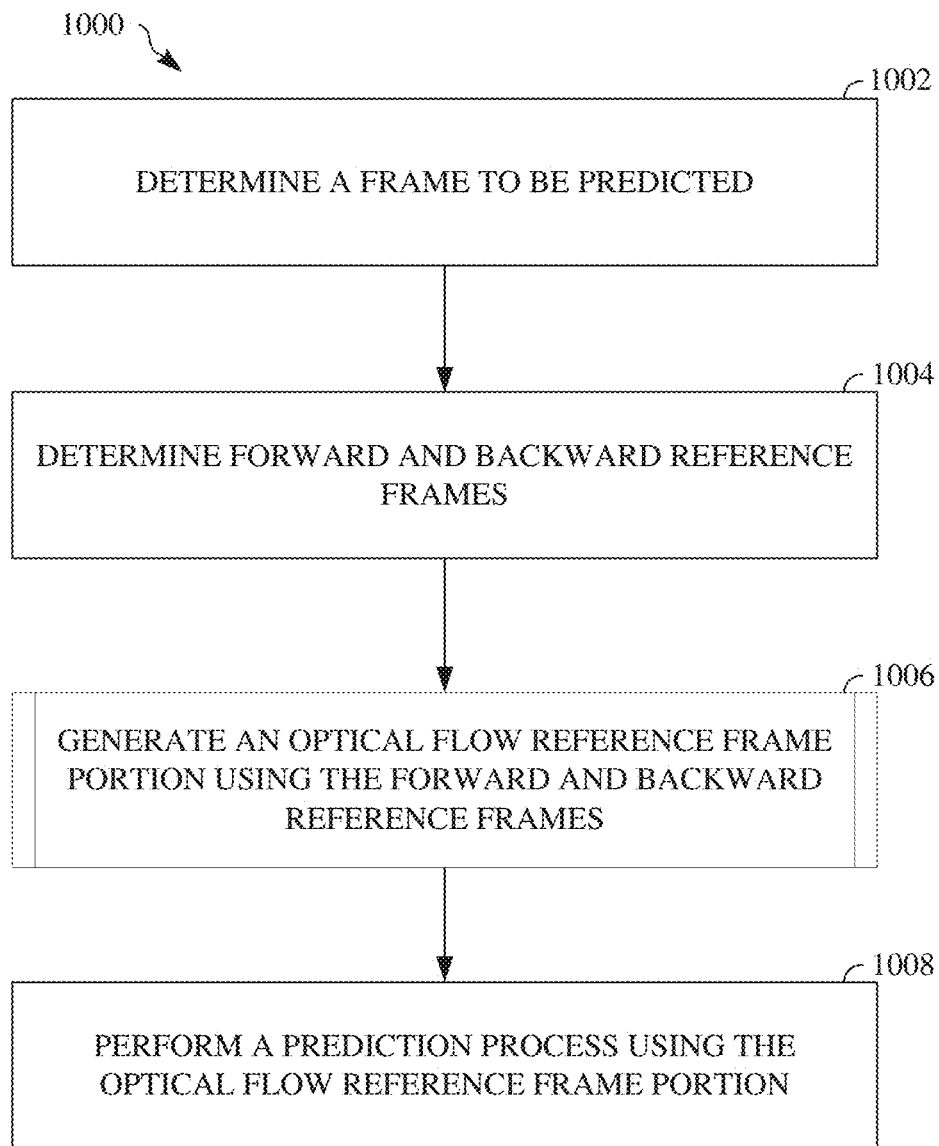 1000
1002
DETERMINE A FRAME TO BE PREDICTED
1004
DETERMINE FORWARD AND BACKWARD REFERENCE
FRAMES
1006
GENERATE AN OPTICAL FLOW REFERENCE FRAME
PORTION USING THE FORWARD AND BACKWARD
REFERENCE FRAMES
1008
PERFORM A PREDICTION PROCESS USING THE
OPTICAL FLOW REFERENCE FRAME PORTION